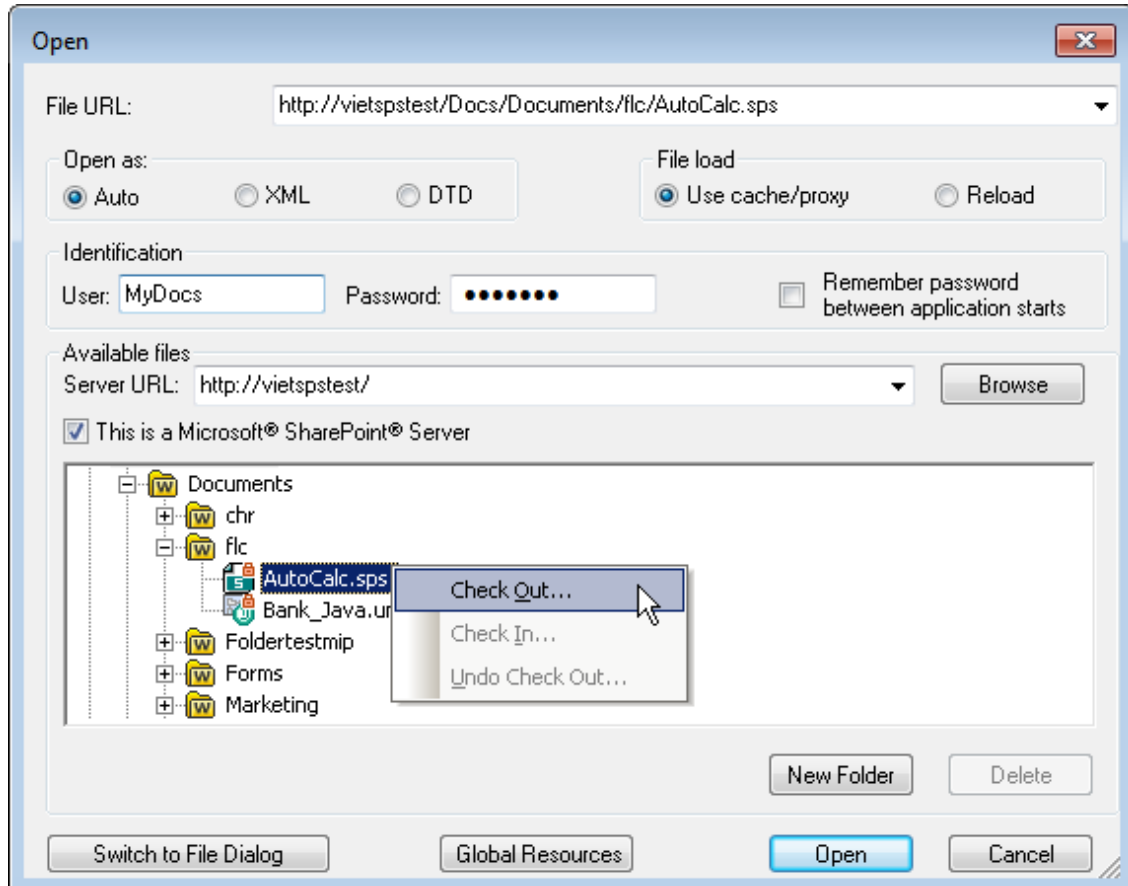 Open
File URL: http://vietspstest/Docs/Documents/flc/AutoCalc.sps
Open as: File load
Auto XML DTD Use cache/proxy Reload
Identification
User: MyDocs Password: Remember password
between application starts
Available files
Server URL: http://vietspstest/ Browse
This is a Microsoft® SharePoint® Server
Documents
chr
flc
AutoCalc.sps Check Out...
Bank_Java.u
Check In...
Foldertestmip
Undo Check Out...
Forms
Marketing
New Folder Delete
Switch to File Dialog Global Resources Open Cancel